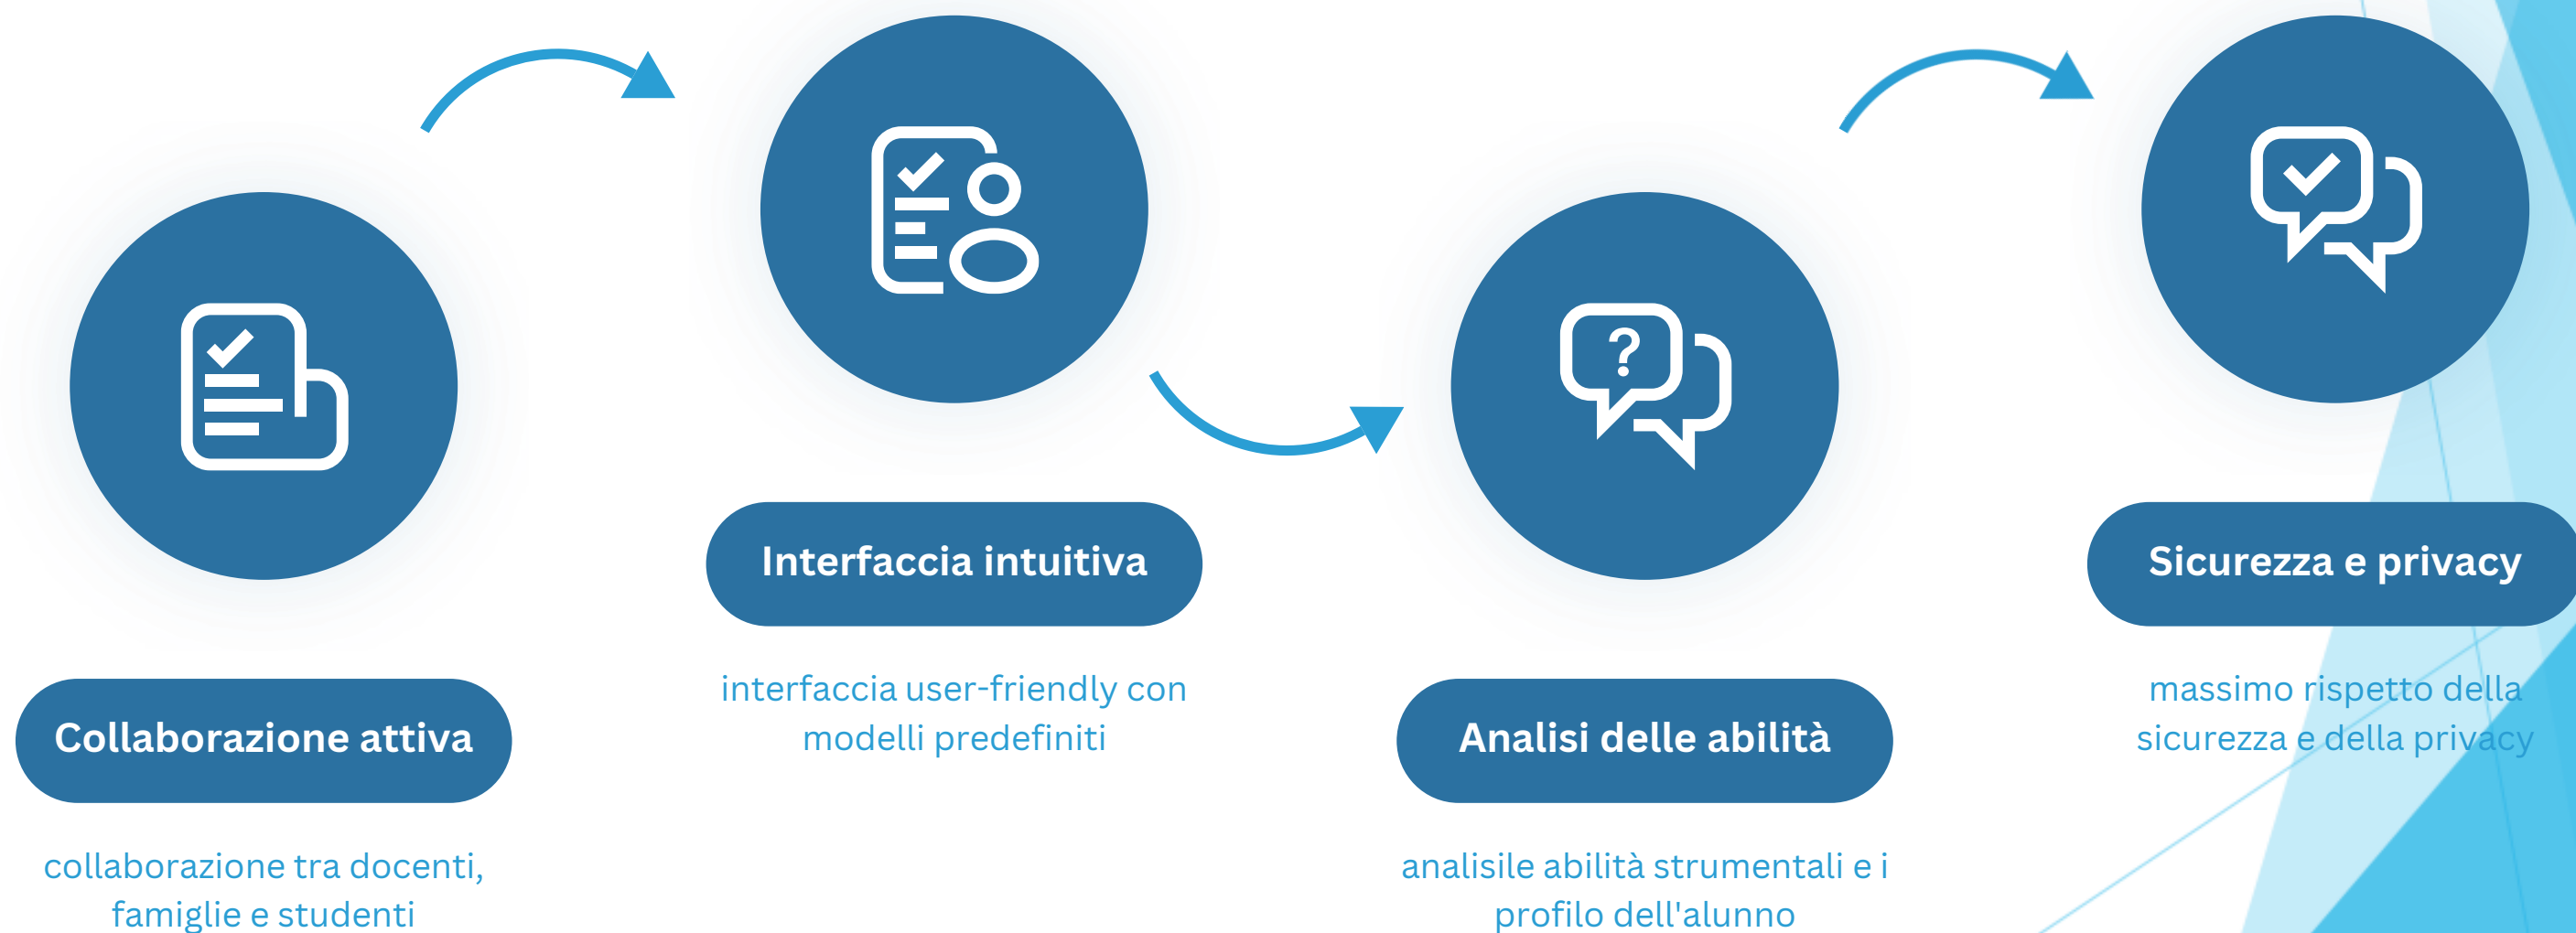 Collaborazione attiva
collaborazione tra docenti,
famiglie e studenti
Interfaccia intuitiva
interfaccia user-friendly con
modelli predefiniti
?
Analisi delle abilità
analisile abilità strumentali e i
profilo dell'alunno
Sicurezza e privacy
massimo rispetto della
sicurezza e della privacy